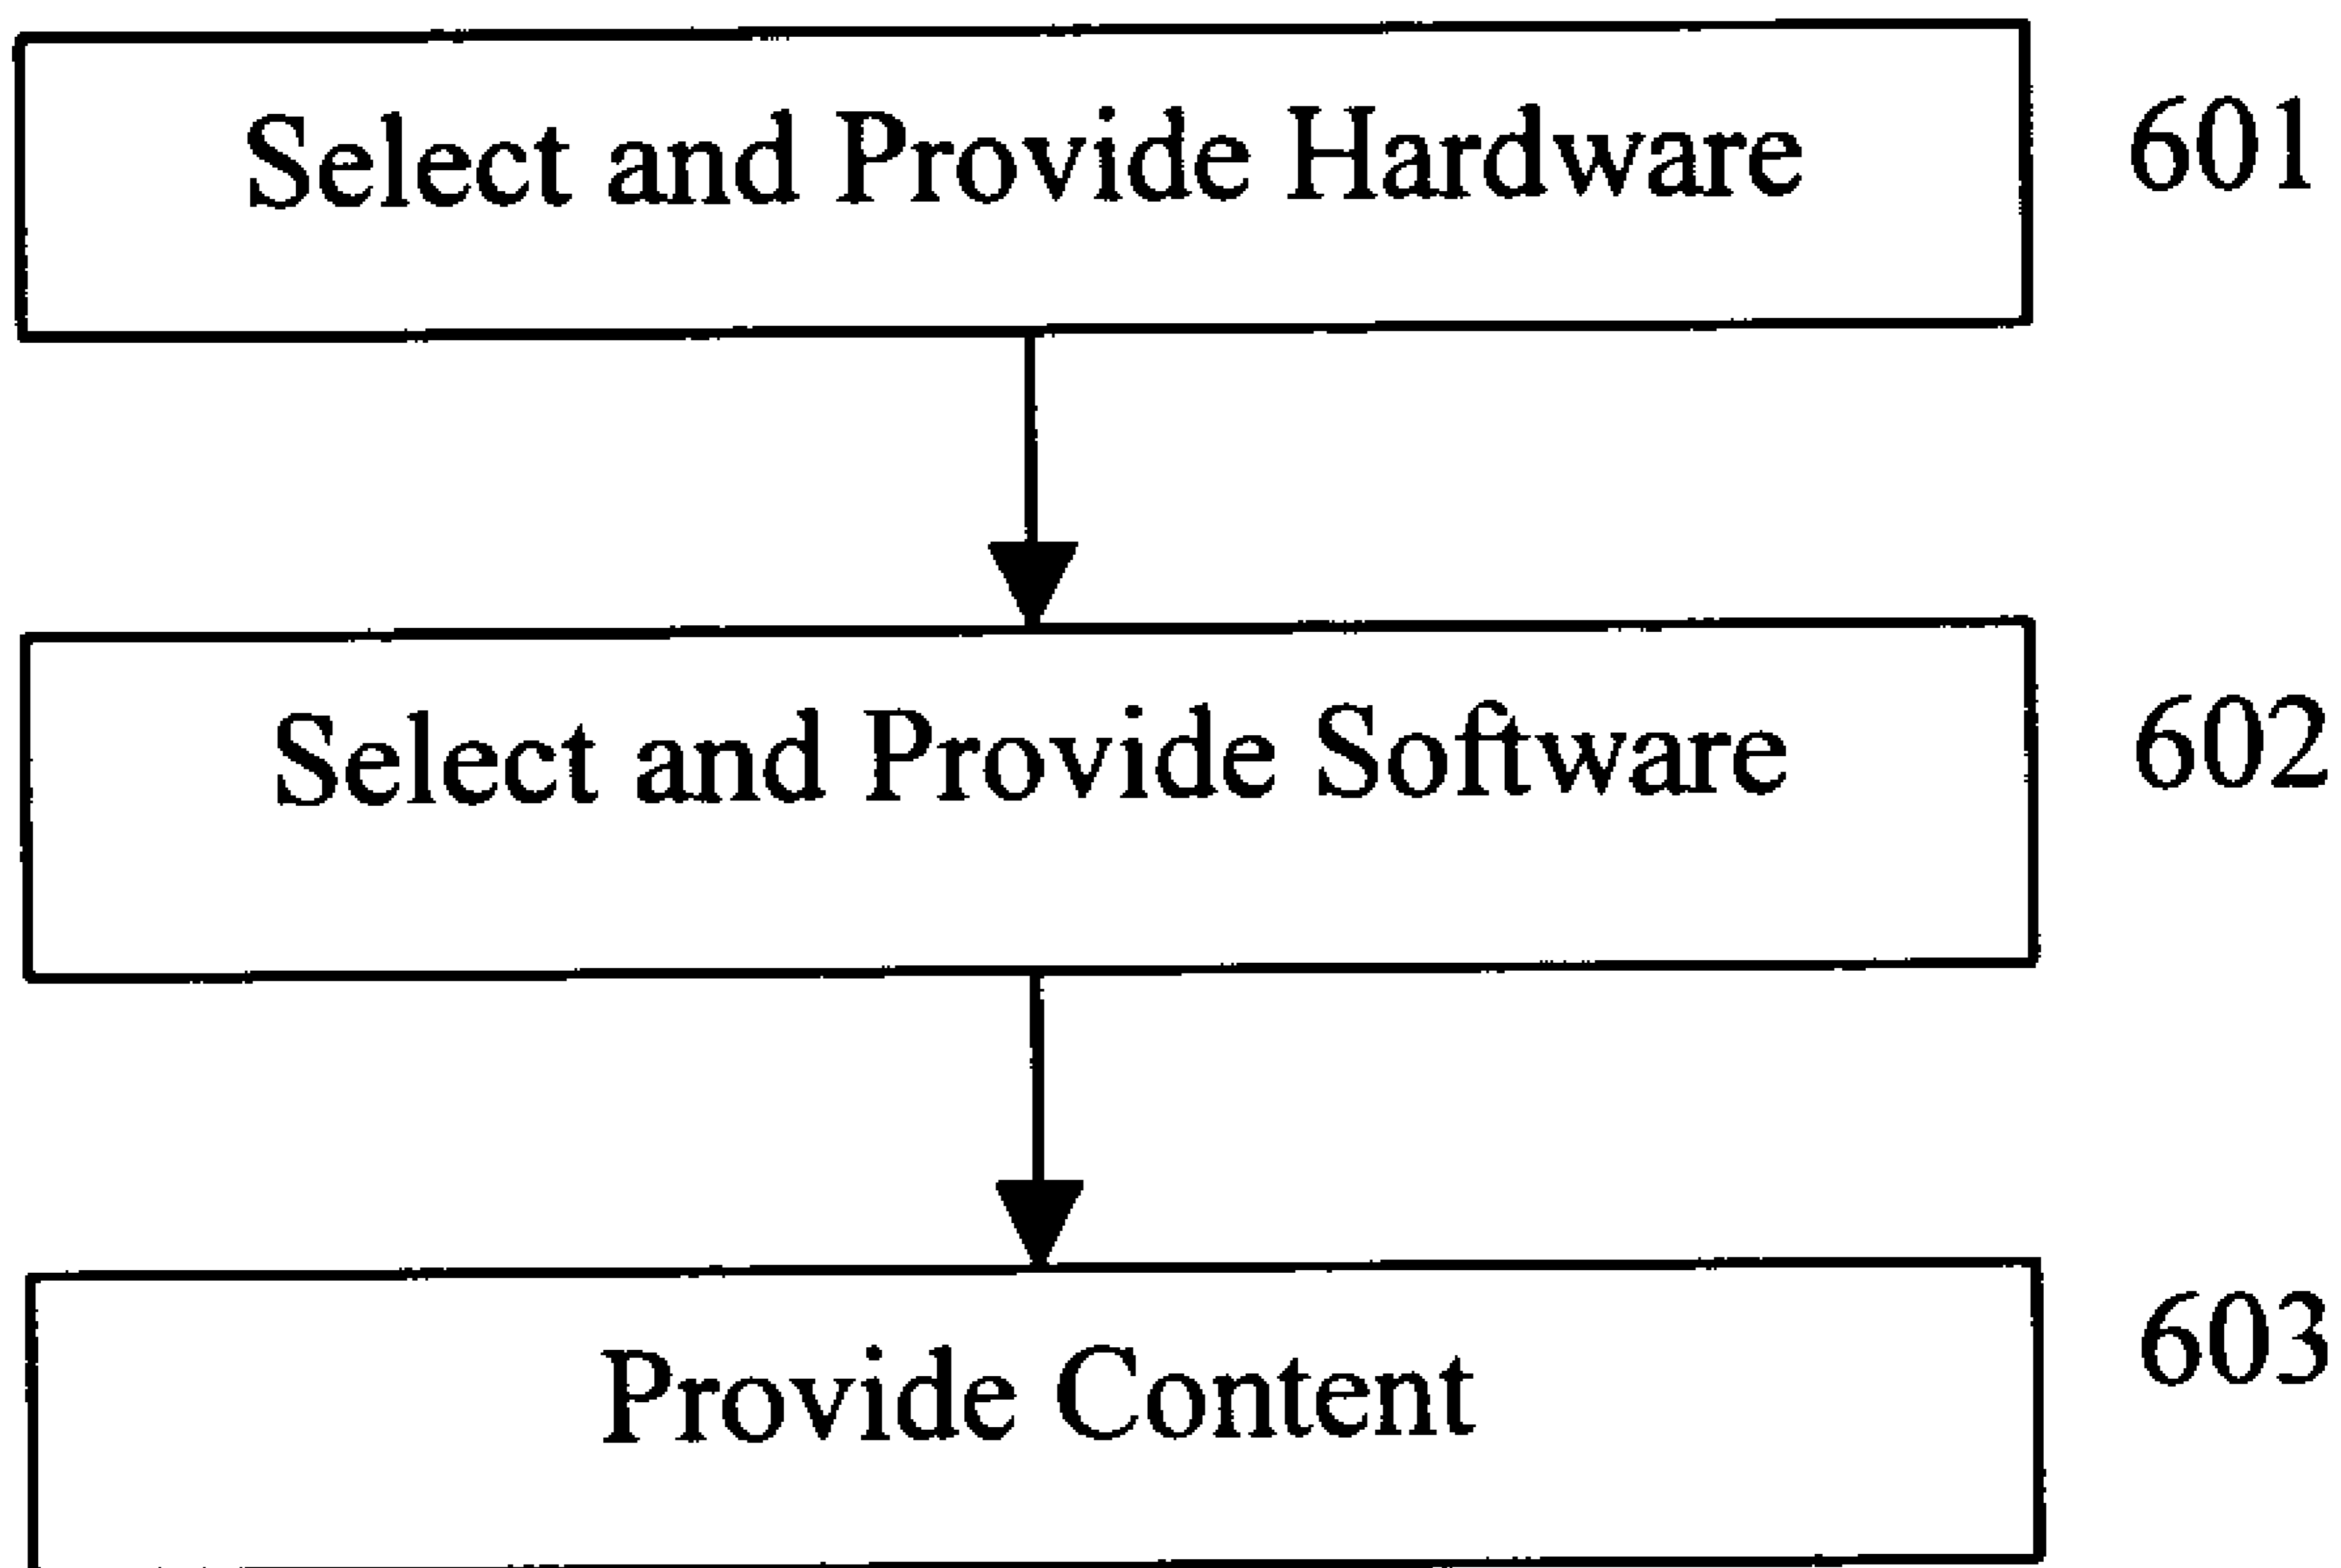 Select and Provide Hardware 601
Select and Provide Software 602
Provide Content 603